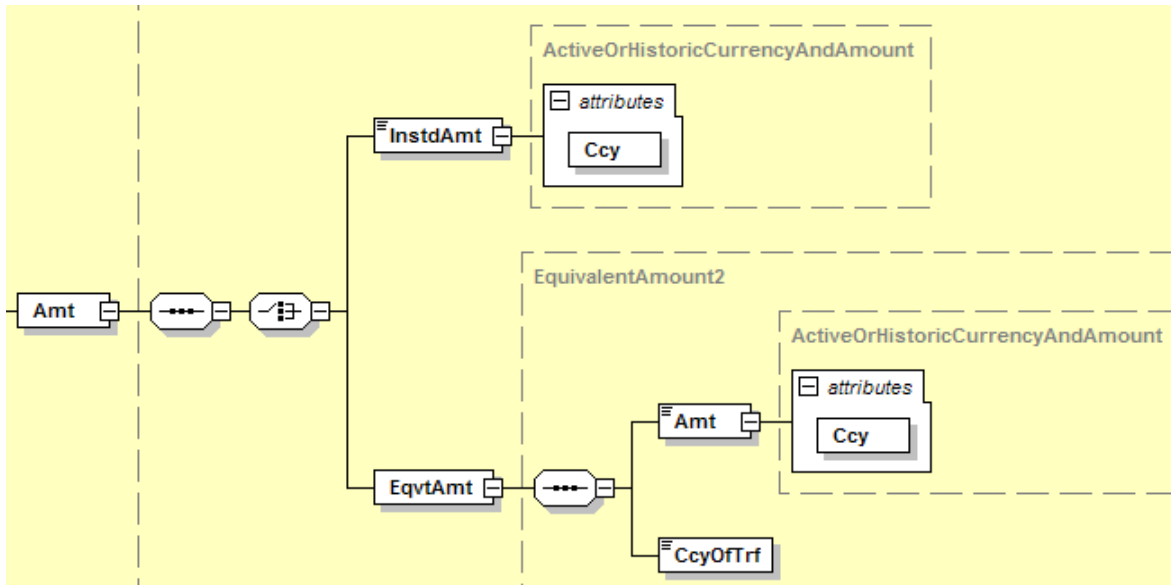 ActiveOrHistoricCurrencyAndAmount
attributes
InstdAmt
Ccy
EquivalentAmount2
Amt
ActiveOrHistoricCurrencyAndAmount
attributes
Amt
Ccy
EqvtAmt
CcyOfTrf